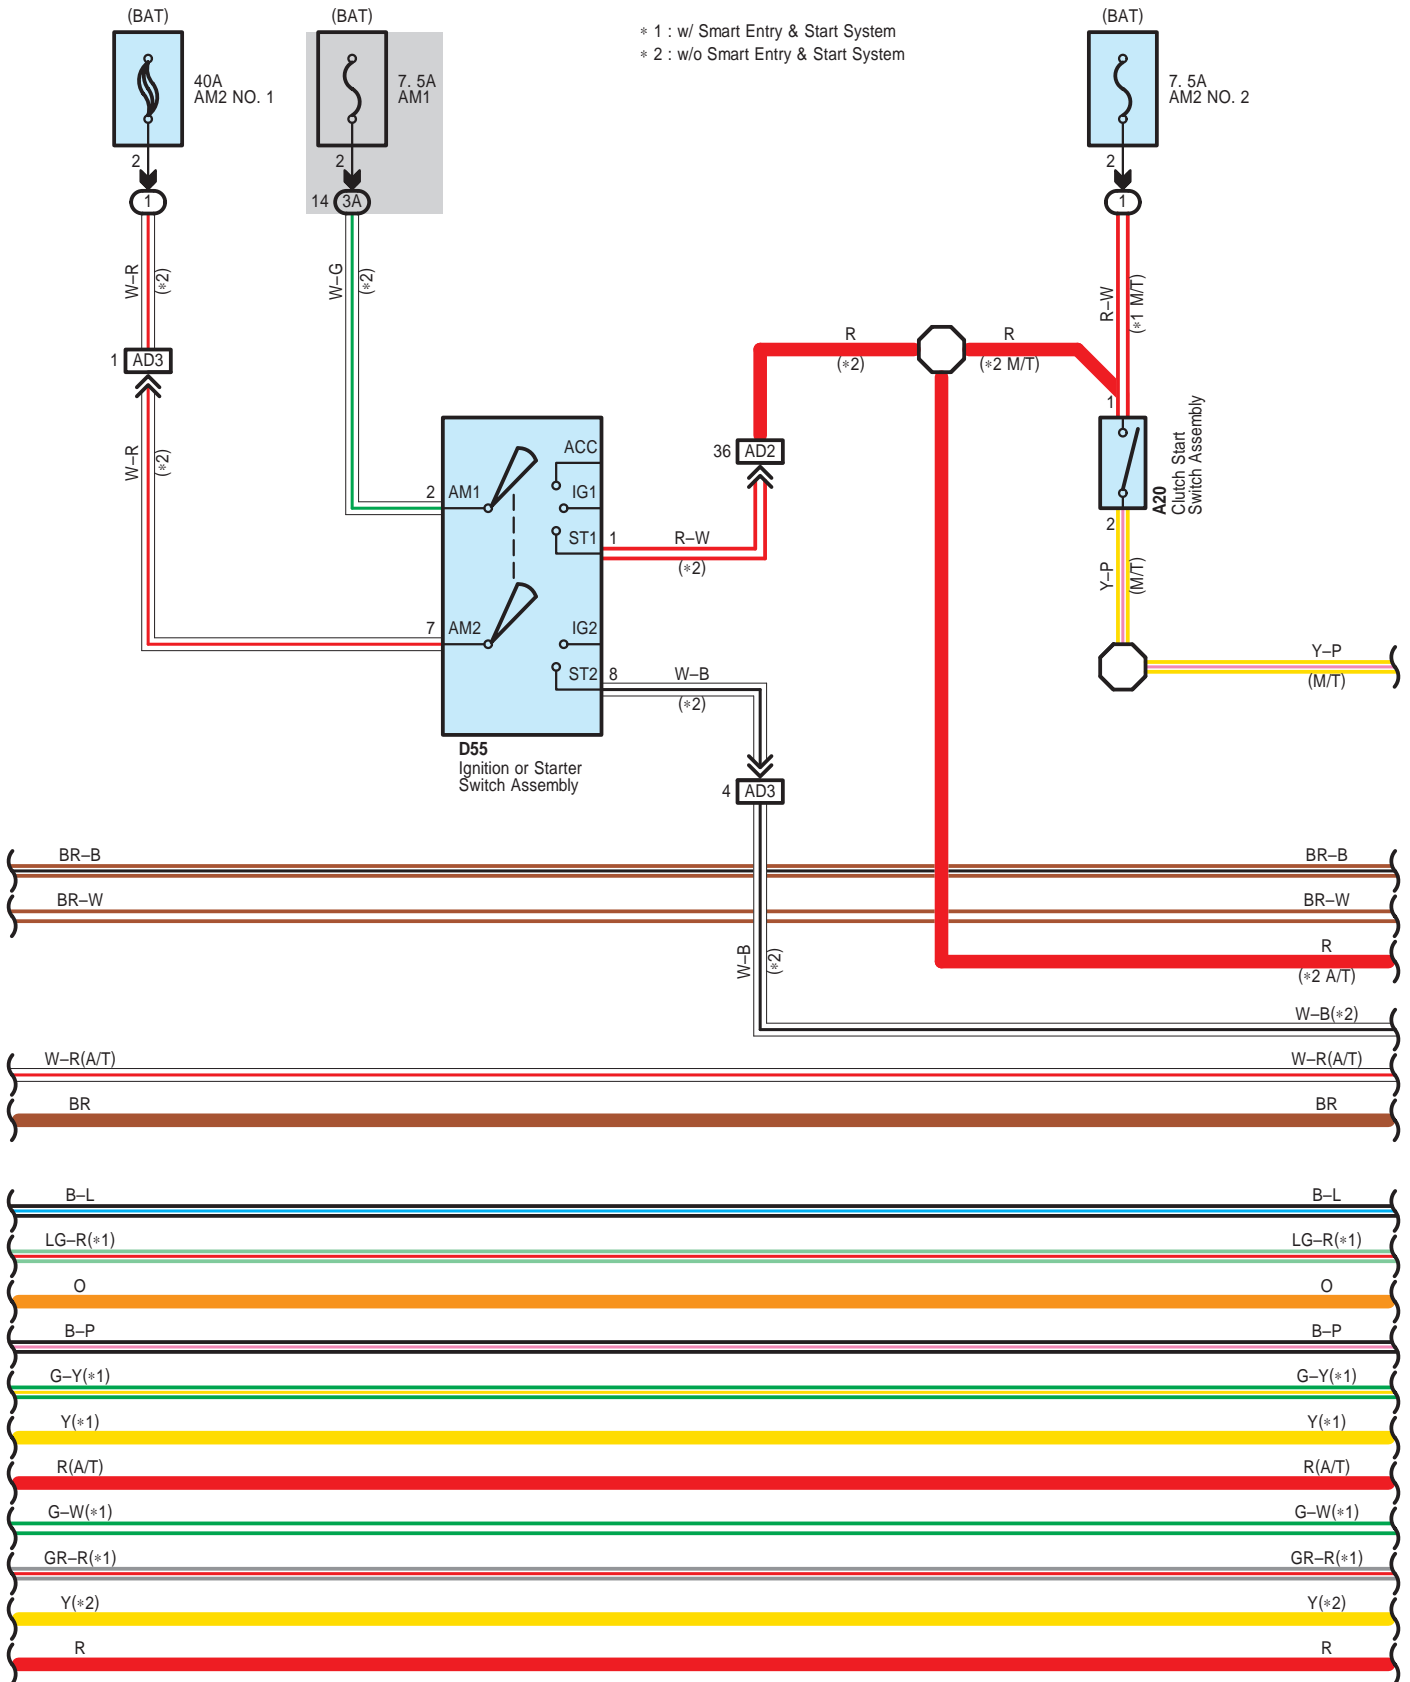 (BAT)
(BAT)
(BAT)
∗ 1 : w/ Smart Entry & Start System
∗ 2 : w/o Smart Entry & Start System
40A
AM2 NO. 1
7. 5A
AM1
7. 5A
AM2 NO. 2
2
2
2
1
14
3A
1
W–R
(∗2)
W–G
(∗2)
R–W
(∗1 M/T)
1
AD3
R
(∗2)
R
(∗2 M/T)
W–R
(∗2)
1
A20
Clutch Start
Switch Assembly
2
36
AD2
ACC
2
AM1
IG1
ST1
1
R–W
(∗2)
Y–P
(M/T)
7
AM2
IG2
ST2
8
W–B
(∗2)
Y–P
(M/T)
D55
Ignition or Starter
Switch Assembly
4
AD3
BR–B
BR–B
BR–W
BR–W
W–B
(∗2)
R
(∗2 A/T)
W–B(∗2)
W–R(A/T)
W–R(A/T)
BR
BR
B–L
B–L
LG–R(∗1)
LG–R(∗1)
O
O
B–P
B–P
G–Y(∗1)
G–Y(∗1)
Y(∗1)
Y(∗1)
R(A/T)
R(A/T)
G–W(∗1)
G–W(∗1)
GR–R(∗1)
GR–R(∗1)
Y(∗2)
Y(∗2)
R
R